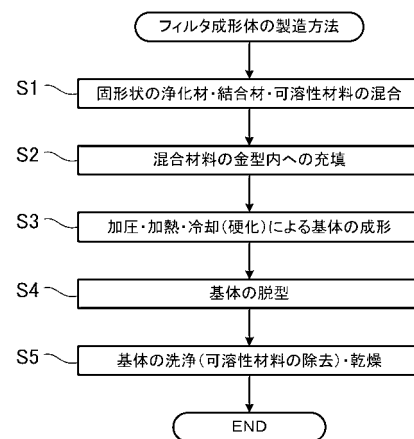 フィルタ成形体の製造方法
S1
固形状の浄化材・結合材・可溶性材料の混合
S2
混合材料の金型内への充填
S3
加圧・加熱・冷却(硬化)による基体の成形
S4
基体の脱型
S5
基体の洗浄(可溶性材料の除去)・乾燥
END